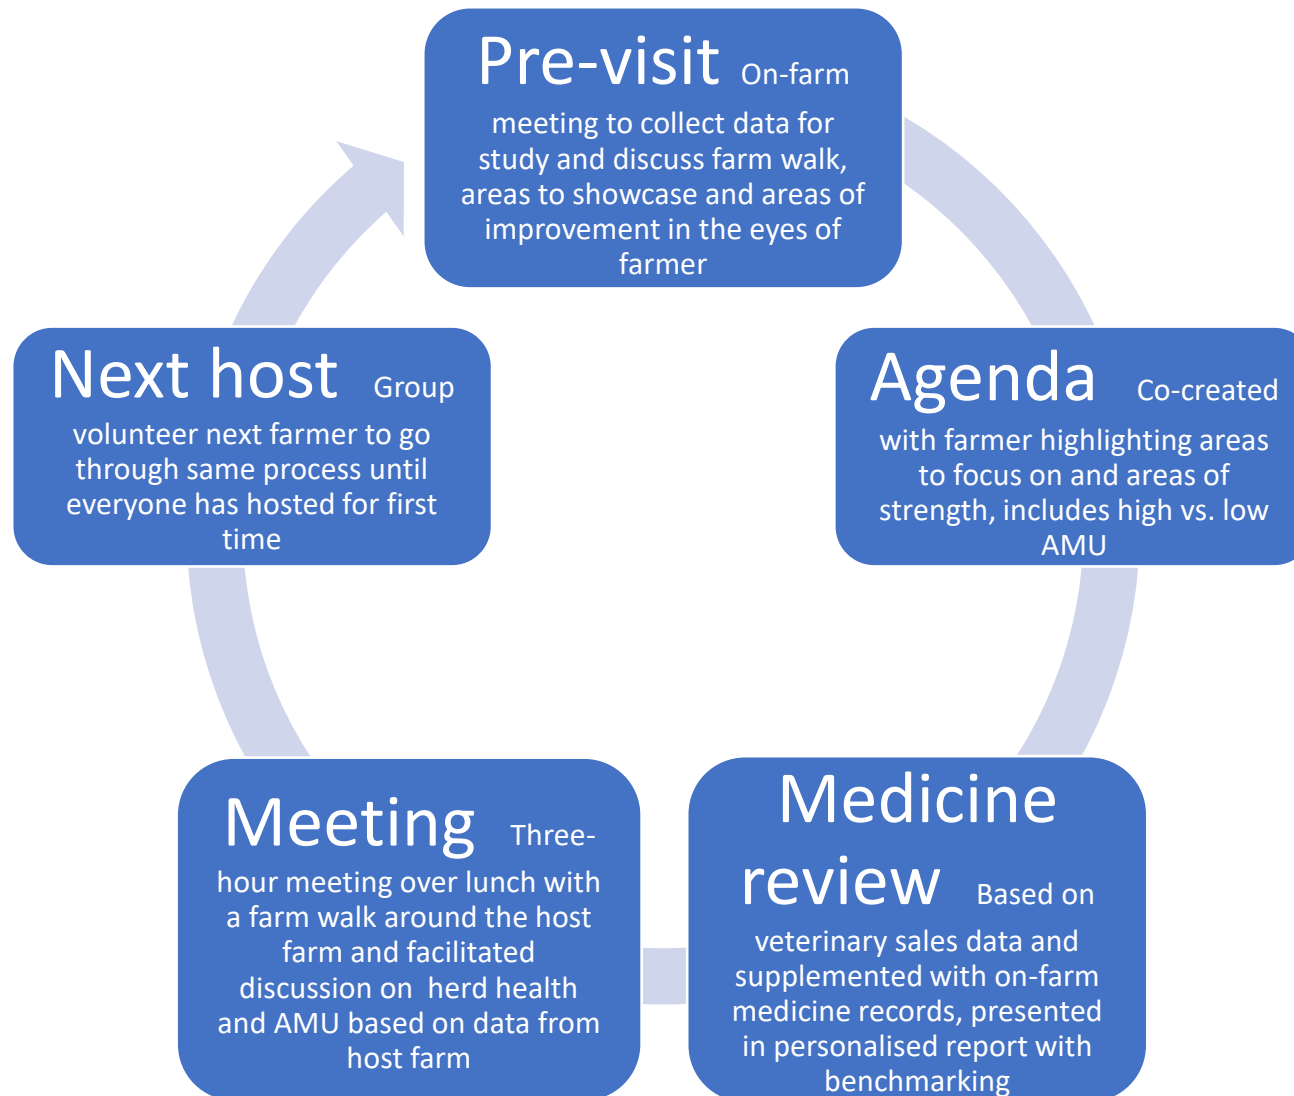 Pre-visit On-farm
meeting to collect data for
study and discuss farm walk,
areas to showcase and areas of
improvement in the eyes of
farmer
Agenda Co-created
with farmer highlighting areas
to focus on and areas of
strength, includes high vs. low
AMU
Medicine
review Based on
veterinary sales data and
supplemented with on-farm
medicine records, presented
in personalised report with
benchmarking
Meeting Three-
hour meeting over lunch with
a farm walk around the host
farm and facilitated
discussion on herd health
and AMU based on data from
host farm
Next host Group
volunteer next farmer to go
through same process until
everyone has hosted for first
time